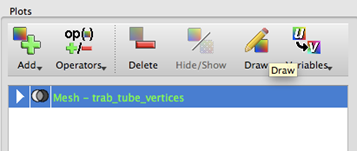 Plots
op(·)
+/-
u
v
Add
Operators
Delete
Hide/Show
Draw
Variables
Draw
Mesh - trab_tube_vertices